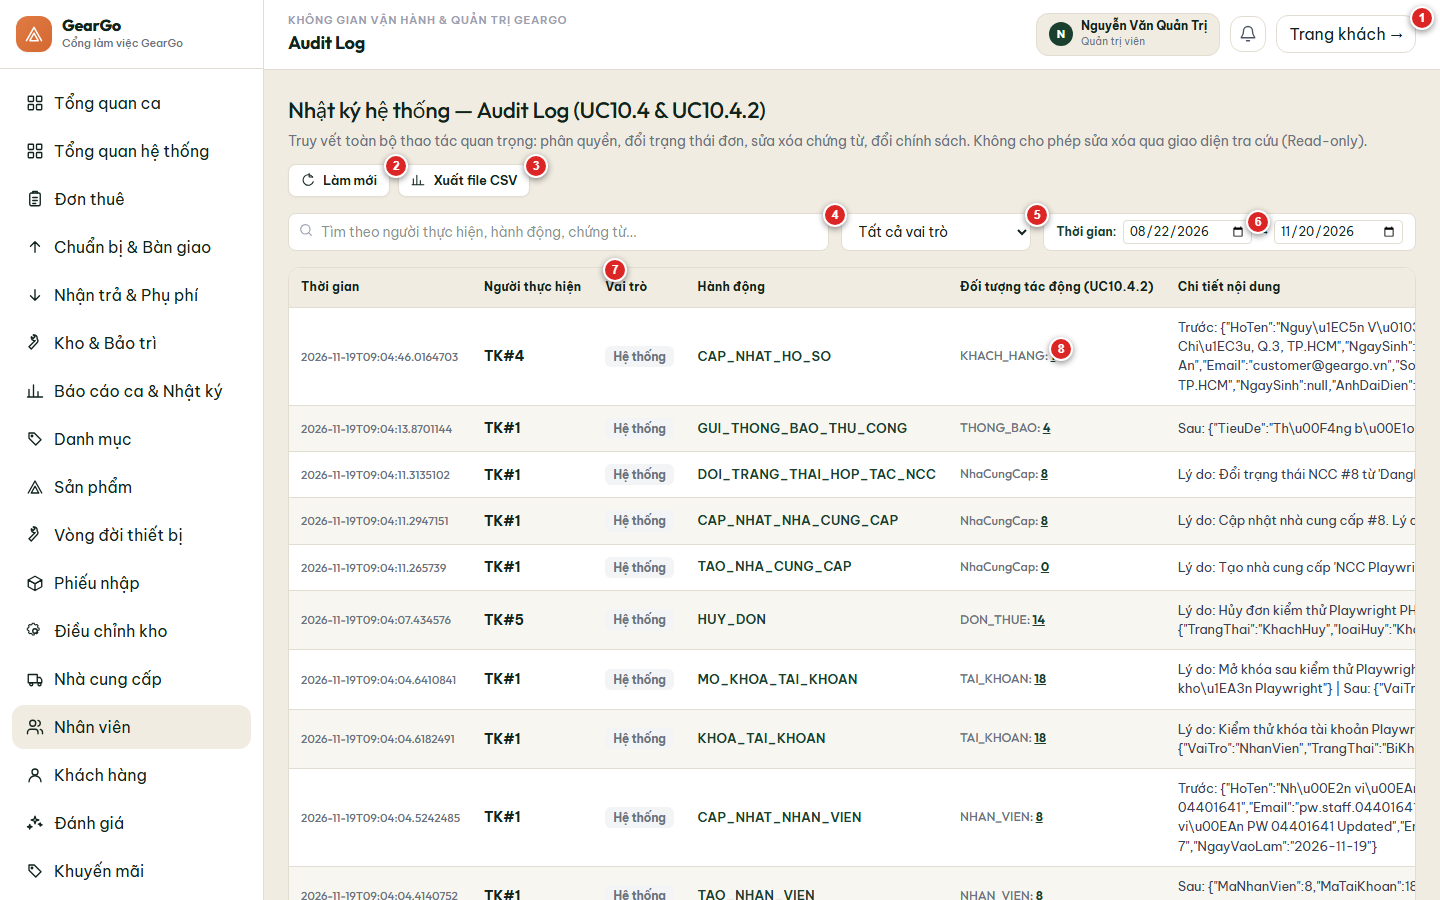 GearGo
Cổng làm việc GearGo
KHÔNG GIAN VẬN HÀNH & QUẢN TRỊ GEARGO
Audit Log
N
Nguyễn Văn Quản Trị
Quản trị viên
Trang khách →
1
Tổng quan ca
Tổng quan hệ thống
Đơn thuê
Chuẩn bị & Bàn giao
Nhận trả & Phụ phí
Kho & Bảo trì
Báo cáo ca & Nhật ký
Danh mục
Sản phẩm
Vòng đời thiết bị
Phiếu nhập
Điều chỉnh kho
Nhà cung cấp
Nhân viên
Khách hàng
Đánh giá
Khuyến mãi
Nhật ký hệ thống — Audit Log (UC10.4 & UC10.4.2)
Truy vết toàn bộ thao tác quan trọng: phân quyền, đổi trạng thái đơn, sửa xóa chứng từ, đổi chính sách. Không cho phép sửa xóa qua giao diện tra cứu (Read-only).
Làm mới 2 Xuất file CSV 3
Tìm theo người thực hiện, hành động, chứng từ... 4 Tất cả vai trò 5 Thời gian: 08/22/2026 6 - 11/20/2026
7
Thời gian Người thực hiện Vai trò Hành động Đối tượng tác động (UC10.4.2) Chi tiết nội dung
2026-11-19T09:04:46.0164703 TK#4 Hệ thống CAP_NHAT_HO_SO KHACH_HANG: 8
Trước: {"HoTen":"Nguy\u1EC5n V\u0103
Chi\u1EC3u, Q.3, TP.HCM","NgaySinh":
An","Email":"customer@geargo.vn","So
TP.HCM","NgaySinh":null,"AnhDaiDien":
2026-11-19T09:04:13.8701144 TK#1 Hệ thống GUI_THONG_BAO_THU_CONG THONG_BAO: 4 Sau: {"TieuDe":"Th\u00F4ng b\u00E1o
2026-11-19T09:04:11.3135102 TK#1 Hệ thống DOI_TRANG_THAI_HOP_TAC_NCC NhaCungCap: 8 Lý do: Đổi trạng thái NCC #8 từ 'Dang
2026-11-19T09:04:11.2947151 TK#1 Hệ thống CAP_NHAT_NHA_CUNG_CAP NhaCungCap: 8 Lý do: Cập nhật nhà cung cấp #8. Lý
2026-11-19T09:04:11.265739 TK#1 Hệ thống TAO_NHA_CUNG_CAP NhaCungCap: 0 Lý do: Tạo nhà cung cấp 'NCC Playwri
2026-11-19T09:04:07.434576 TK#5 Hệ thống HUY_DON DON_THUE: 14
Lý do: Hủy đơn kiểm thử Playwright PH
{"TrangThai":"KhachHuy","loaiHuy":"Kh
2026-11-19T09:04:04.6410841 TK#1 Hệ thống MO_KHOA_TAI_KHOAN TAI_KHOAN: 18
Lý do: Mở khóa sau kiểm thử Playwrigh
kho\u1EA3n Playwright"} | Sau: {"VaiTr
2026-11-19T09:04:04.6182491 TK#1 Hệ thống KHOA_TAI_KHOAN TAI_KHOAN: 18
Lý do: Kiểm thử khóa tài khoản Playwr
{"VaiTro":"NhanVien","TrangThai":"BiKh
2026-11-19T09:04:04.5242485 TK#1 Hệ thống CAP_NHAT_NHAN_VIEN NHAN_VIEN: 8
Trước: {"HoTen":"Nh\u00E2n vi\u00EA
04401641","Email":"pw.staff.04401641
vi\u00EAn PW 04401641 Updated","E
7","NgayVaoLam":"2026-11-19"}
2026-11-19T09:04:04.4140752 TK#1 Hệ thống TAO_NHAN_VIEN NHAN_VIEN: 8 Sau: {"MaNhanVien":8,"MaTaiKhoan":18